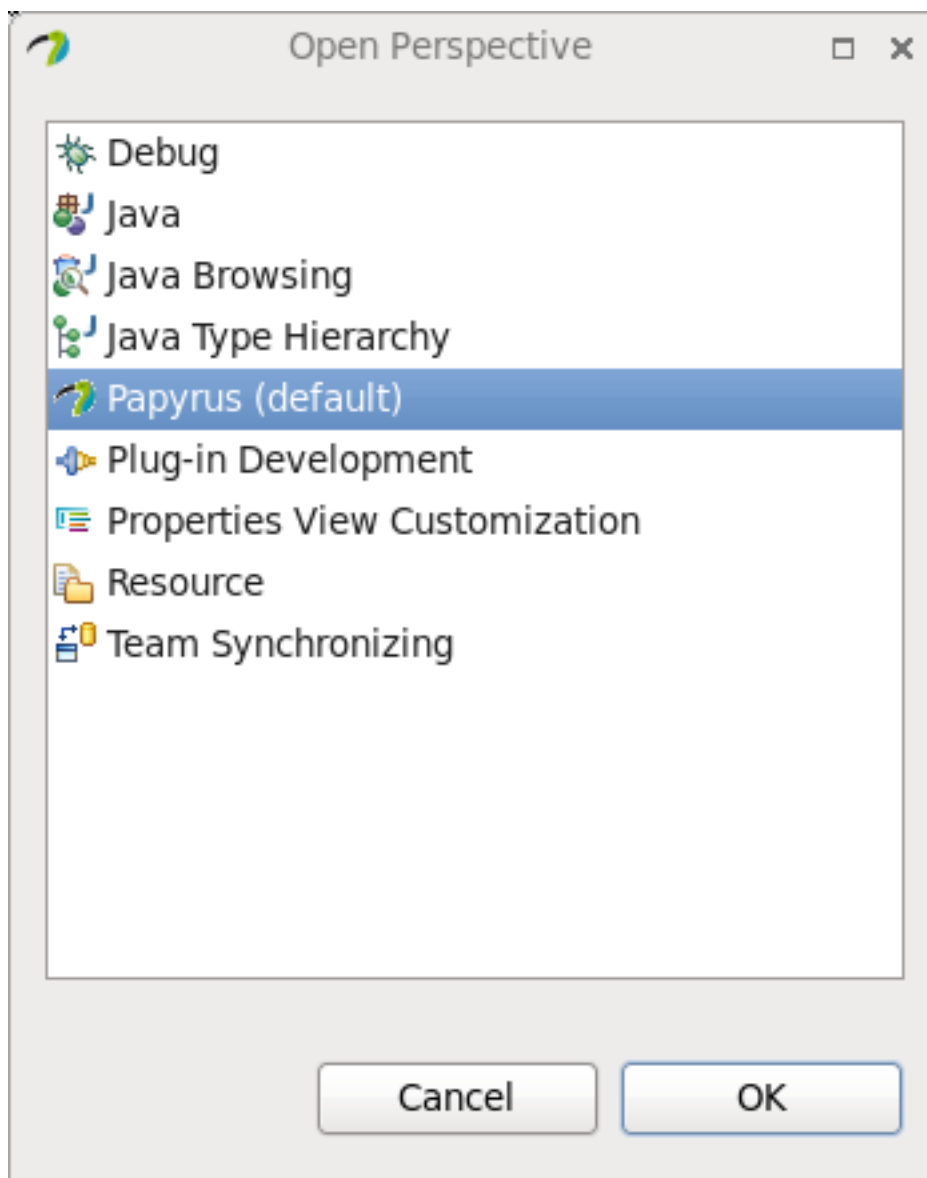 Open Perspective
Debug
Java
Java Browsing
Java Type Hierarchy
Papyrus (default)
Plug-in Development
Properties View Customization
Resource
Team Synchronizing
Cancel
OK